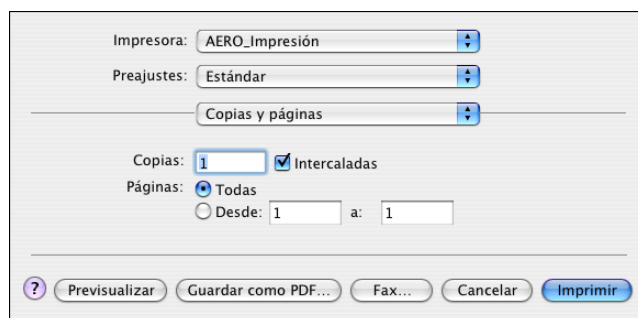 Impresora: AERO_Impresión
Preajustes: Estándar
Copias y páginas
Copias: 1 Intercaladas
Páginas: Todas
Desde: 1 a: 1
? Previsualizar Guardar como PDF... Fax... Cancelar Imprimir